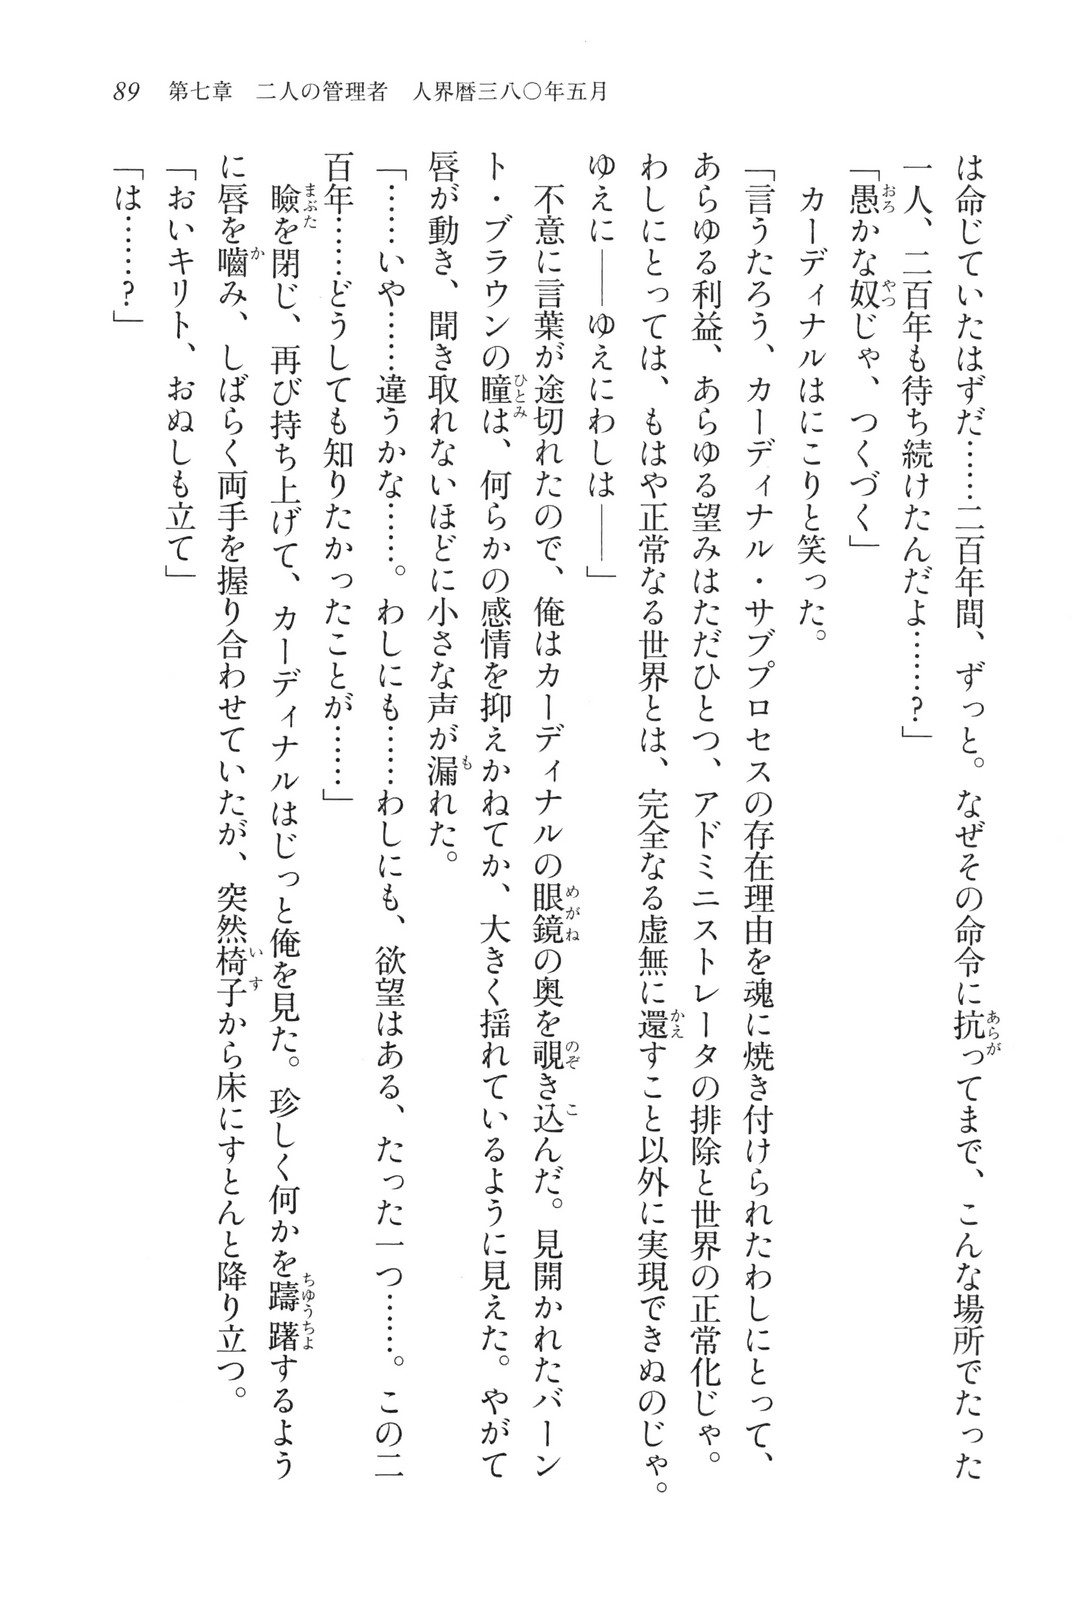 89　第七章　二人の管理者　人界暦三八〇年五月
は命じていたはずだ……二百年間、ずっと。なぜその命令に抗ってまで、こんな場所でたった
一人、二百年も待ち続けたんだよ……？」
「愚かな奴じゃ、つくづく」
　カーディナルはにこりと笑った。
「言うたろう、カーディナル・サブプロセスの存在理由を魂に焼き付けられたわしにとって、
あらゆる利益、あらゆる望みはただひとつ、アドミニストレータの排除と世界の正常化じゃ。
わしにとっては、もはや正常なる世界とは、完全なる虚無に還すこと以外に実現できぬのじゃ。
ゆえに――ゆえにわしは――」
　不意に言葉が途切れたので、俺はカーディナルの眼鏡の奥を覗き込んだ。見開かれたバーン
ト・ブラウンの瞳は、何らかの感情を抑えかねてか、大きく揺れているように見えた。やがて
唇が動き、聞き取れないほどに小さな声が漏れた。
「……いや……違うかな……。わしにも……わしにも、欲望はある、たった一つ……。この二
百年……どうしても知りたかったことが……」
　瞼を閉じ、再び持ち上げて、カーディナルはじっと俺を見た。珍しく何かを躊躇するよう
に唇を嚙み、しばらく両手を握り合わせていたが、突然椅子から床にすとんと降り立つ。
「おいキリト、おぬしも立て」
「は……？」